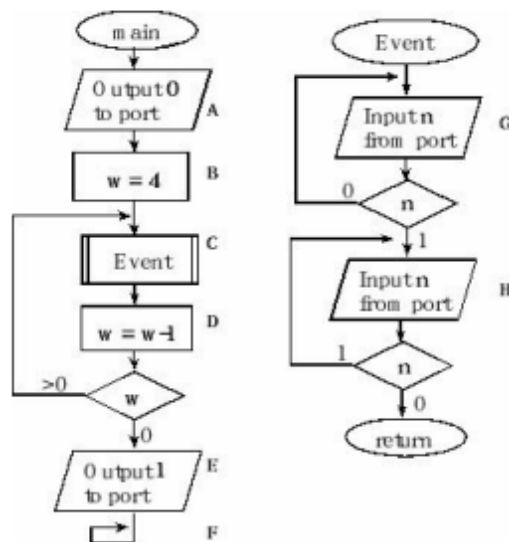 main
Output 0
to port
A
w = 4
B
C
Event
D
w = w-1
>0
w
0
E
Output 1
to port
F
Event
Input n
from port
G
0
n
1
Input n
from port
H
1
n
0
return